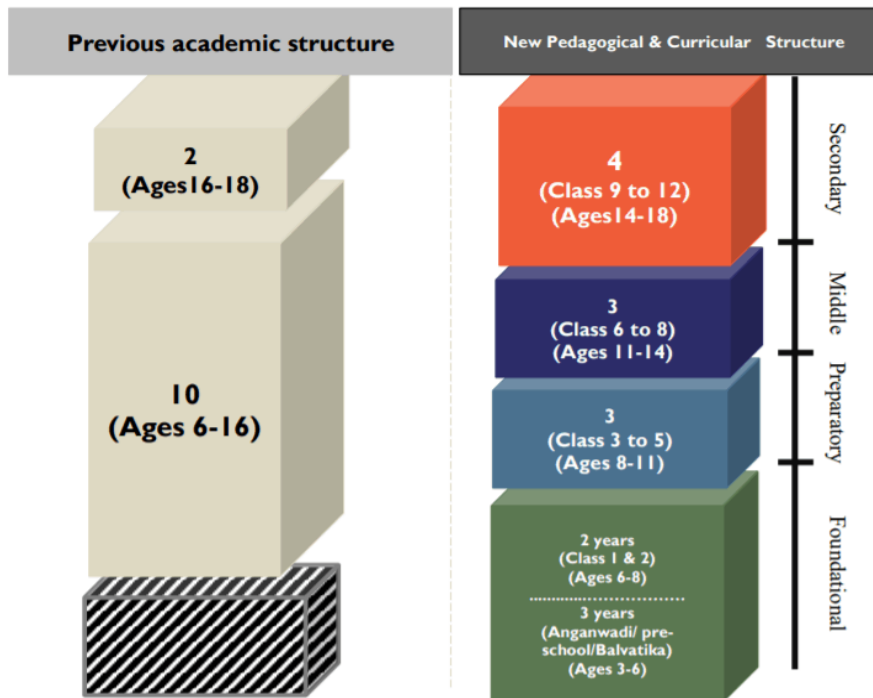 Previous academic structure
2
(Ages16-18)
10
(Ages 6-16)
New Pedagogical & Curricular Structure
4
(Class 9 to 12)
(Ages14-18)
Secondary
3
(Class 6 to 8)
(Ages 11-14)
Middle
3
(Class 3 to 5)
(Ages 8-11)
Preparatory
2 years
(Class 1 & 2)
(Ages 6-8)
3 years
(Anganwadi/ pre-
school/Balvatika)
(Ages 3-6)
Foundational